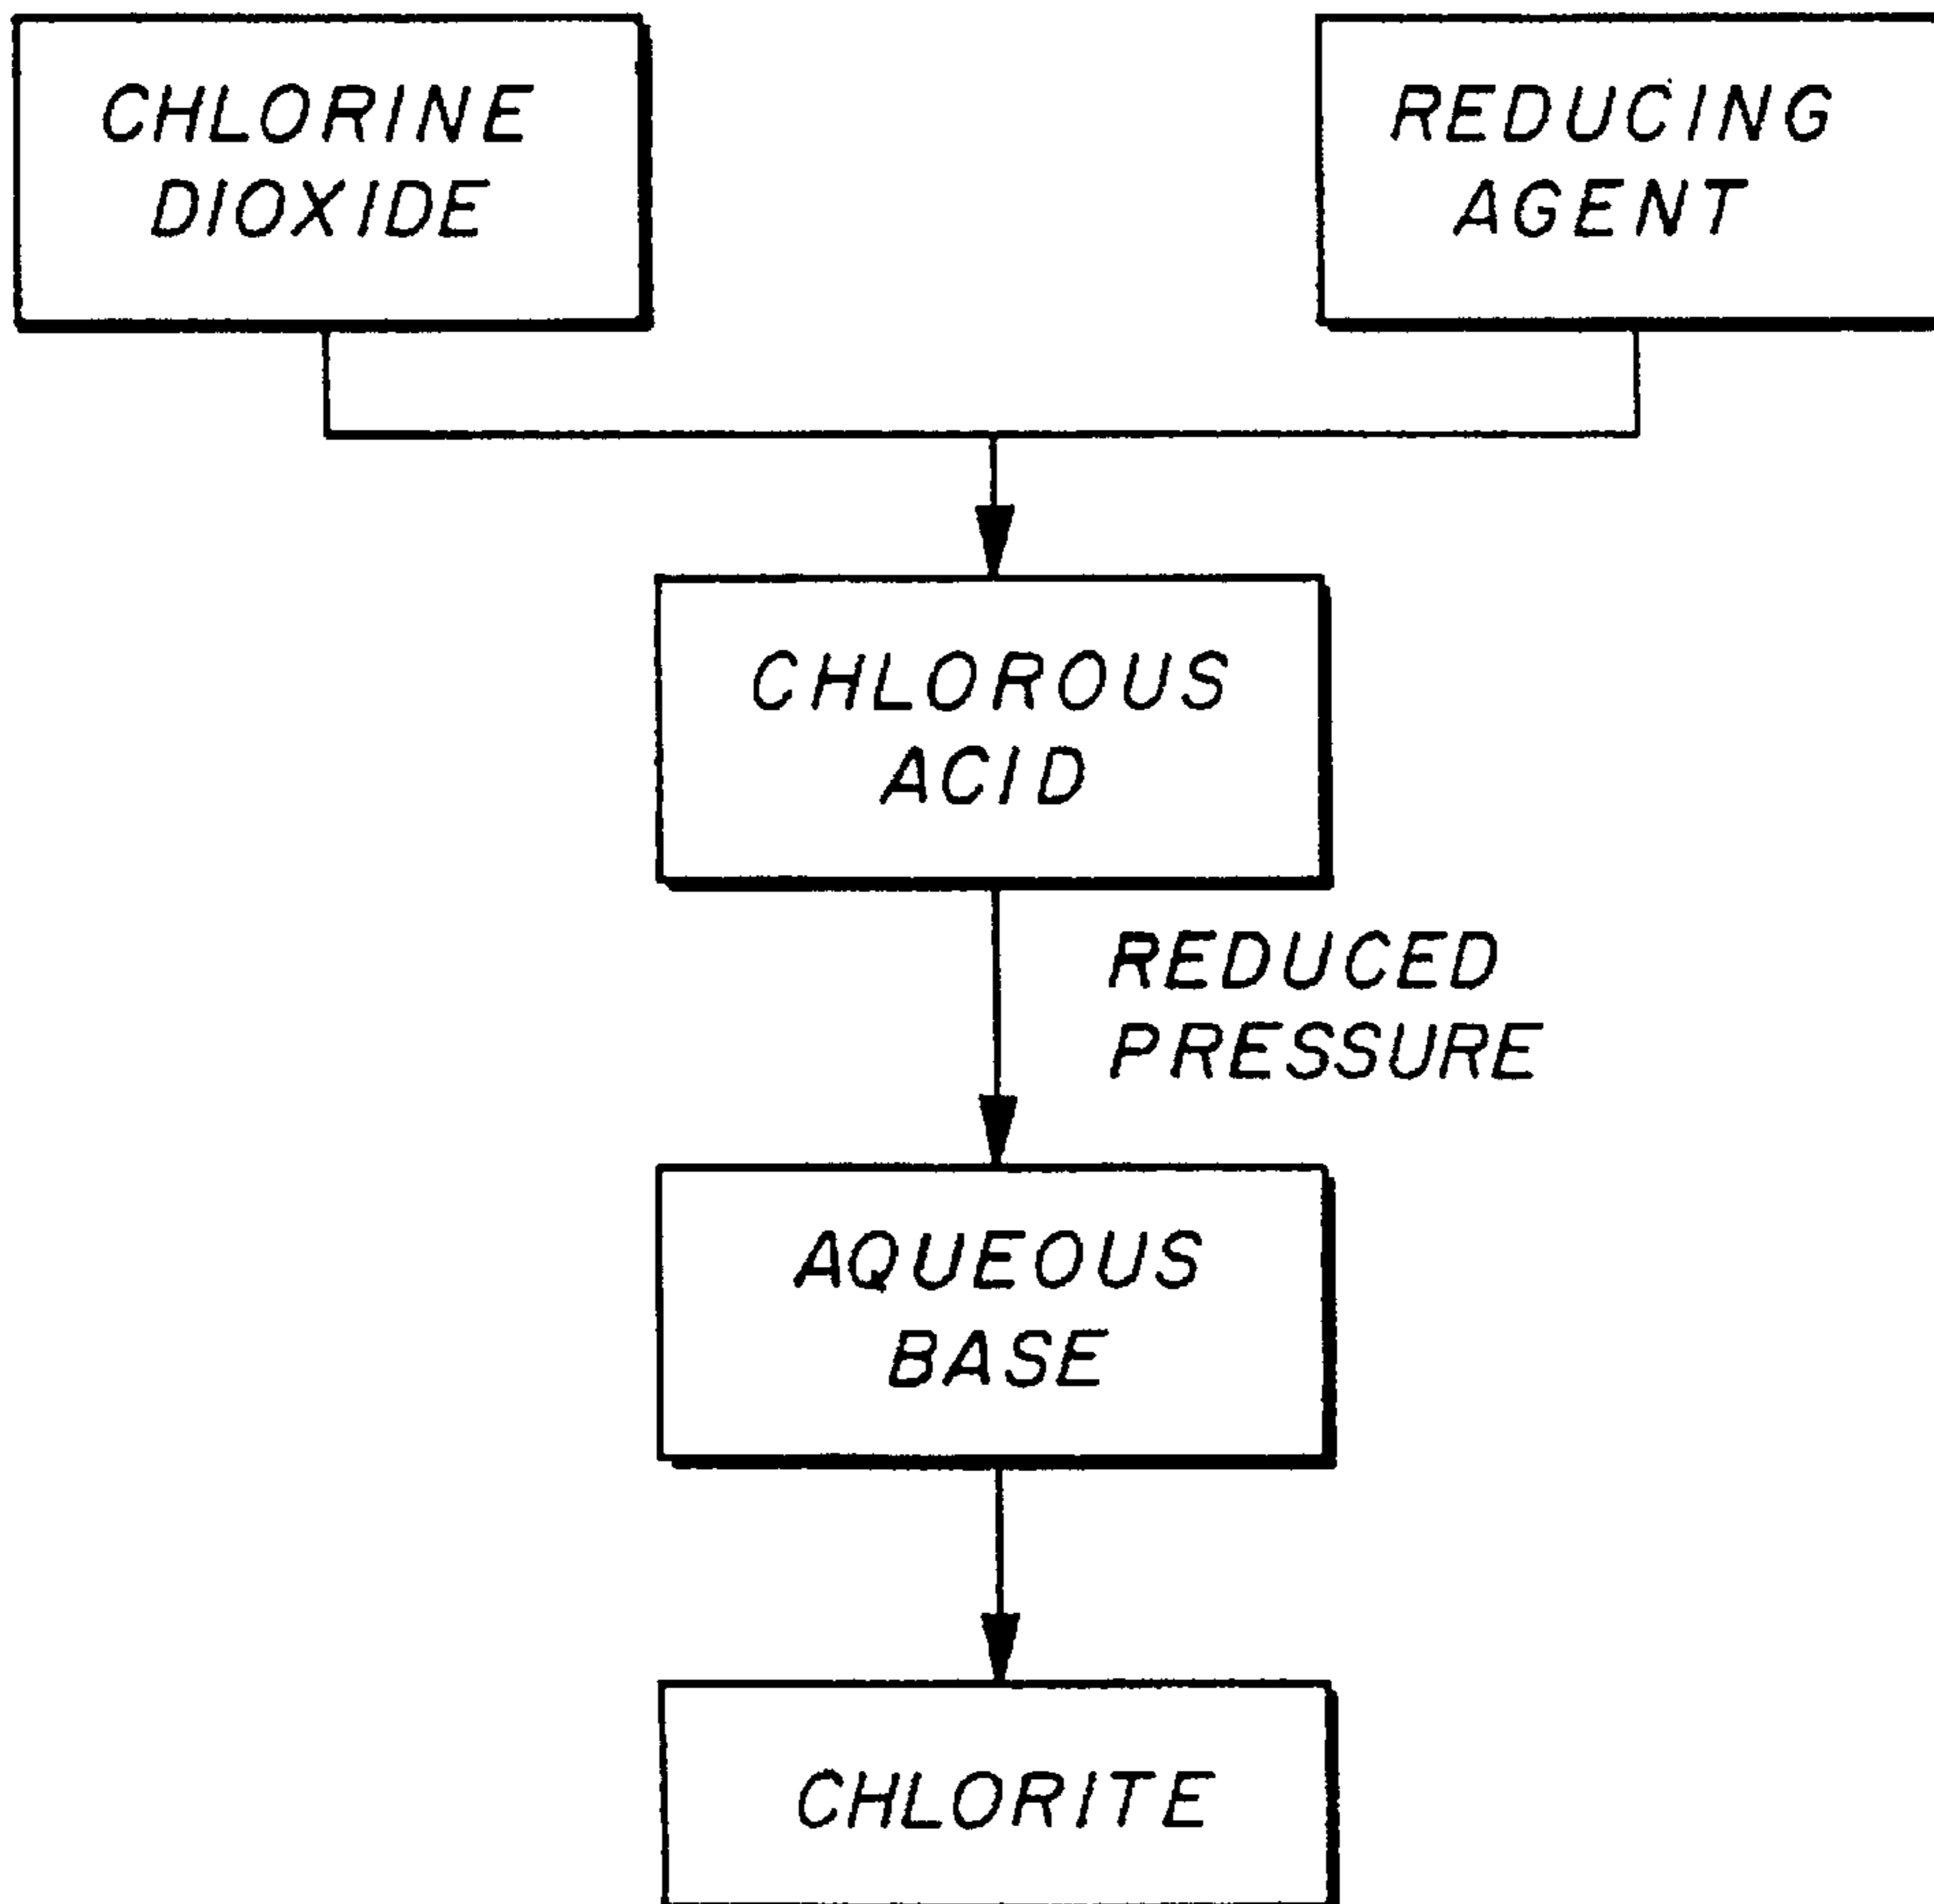 CHLORINE
DIOXIDE
REDUCING
AGENT
CHLOROUS
ACID
REDUCED
PRESSURE
AQUEOUS
BASE
CHLORITE